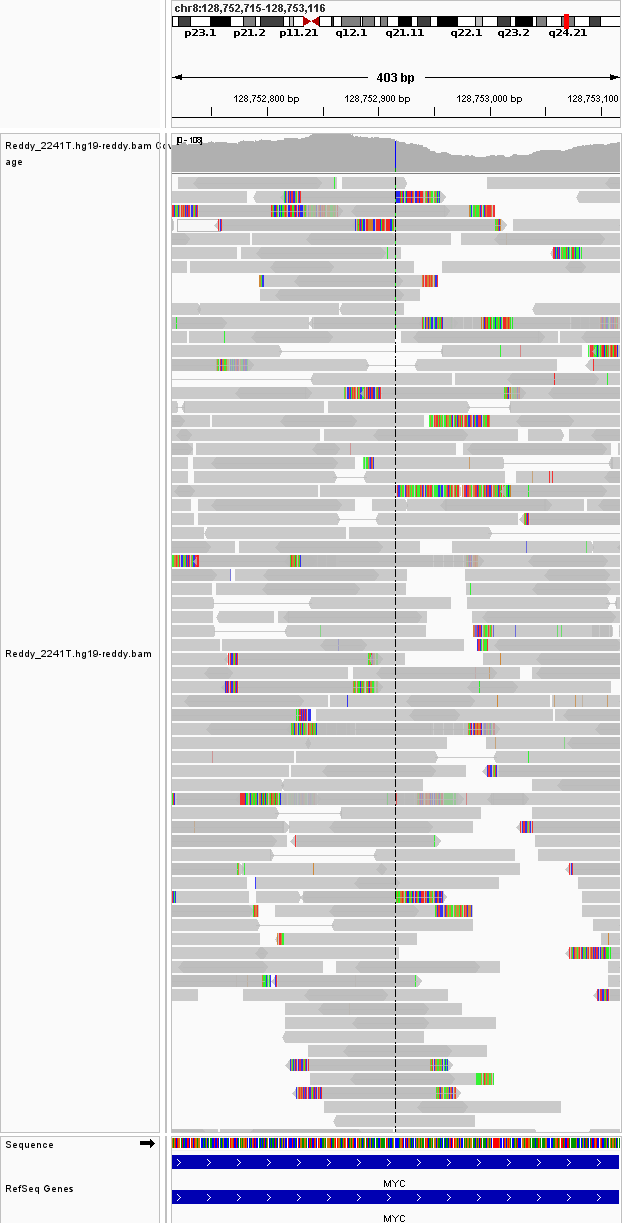 chr8:128,752,715-128,753,116
p23.1 p21.2 p11.21 q12.1 q21.11 q22.1 q23.2 q24.21
403 bp
128,752,800 bp 128,752,900 bp 128,753,000 bp 128,753,100
Reddy_2241T.hg19-reddy.bam Cov
age
Reddy_2241T.hg19-reddy.bam
Sequence
MYC
RefSeq Genes
MYC